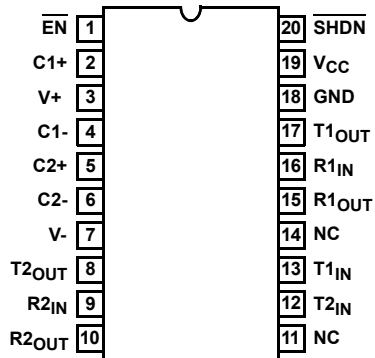 EN 1 20 SHDN
C1+ 2 19 VCC
V+ 3 18 GND
C1- 4 17 T1OUT
C2+ 5 16 R1IN
C2- 6 15 R1OUT
V- 7 14 NC
T2OUT 8 13 T1IN
R2IN 9 12 T2IN
R2OUT 10 11 NC